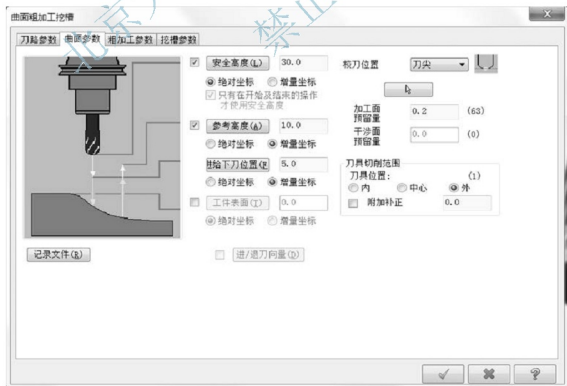 曲面粗加工挖槽
刀路参数 曲面参数 粗加工参数 挖槽参数
安全高度(L) 30.0
绝对坐标 增量坐标
只有在开始及结束的操作
才使用安全高度
参考高度(A) 10.0
绝对坐标 增量坐标
进给下刀位置(F 5.0
绝对坐标 增量坐标
工件表面(T) 0.0
绝对坐标 增量坐标
进/退刀向量(D)
校刀位置 刀尖
加工面
预留量 0.2 (63)
干涉面
预留量 0.0 (0)
刀具切削范围
刀具位置: (1)
内 中心 外
附加补正 0.0
记录文件(R)
北京
禁止